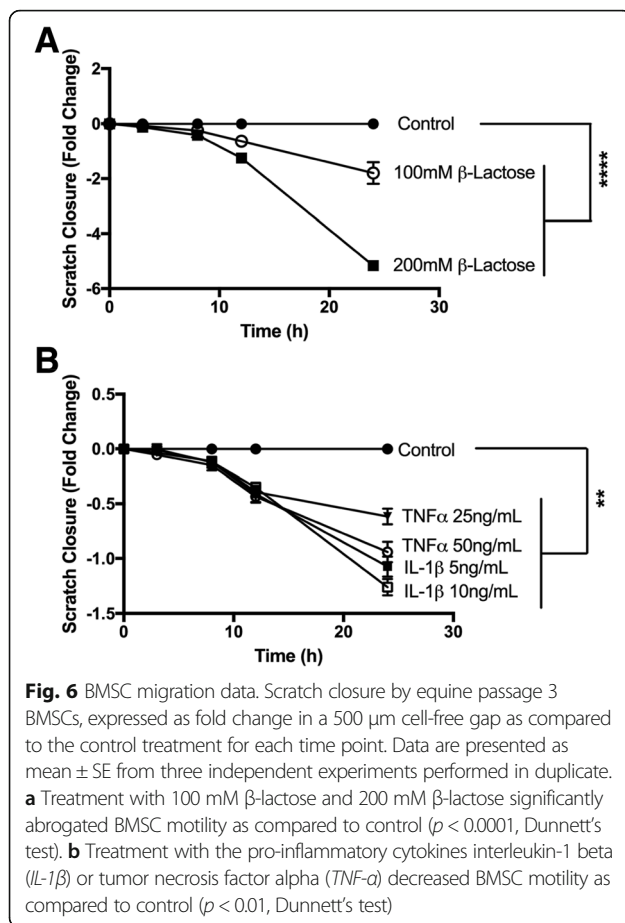 A
Scratch Closure (Fold Change)
2
0
-2
-4
-6
0 10 20 30
Time (h)
Control
100mM β-Lactose
200mM β-Lactose
****
B
Scratch Closure (Fold Change)
0.5
0.0
-0.5
-1.0
-1.5
0 10 20 30
Time (h)
Control
TNFα 25ng/mL
TNFα 50ng/mL
IL-1β 5ng/mL
IL-1β 10ng/mL
**
Fig. 6 BMSC migration data. Scratch closure by equine passage 3
BMSCs, expressed as fold change in a 500 μm cell-free gap as compared
to the control treatment for each time point. Data are presented as
mean ± SE from three independent experiments performed in duplicate.
a Treatment with 100 mM β-lactose and 200 mM β-lactose significantly
abrogated BMSC motility as compared to control (p < 0.0001, Dunnett's
test). b Treatment with the pro-inflammatory cytokines interleukin-1 beta
(IL-1β) or tumor necrosis factor alpha (TNF-α) decreased BMSC motility as
compared to control (p < 0.01, Dunnett's test)